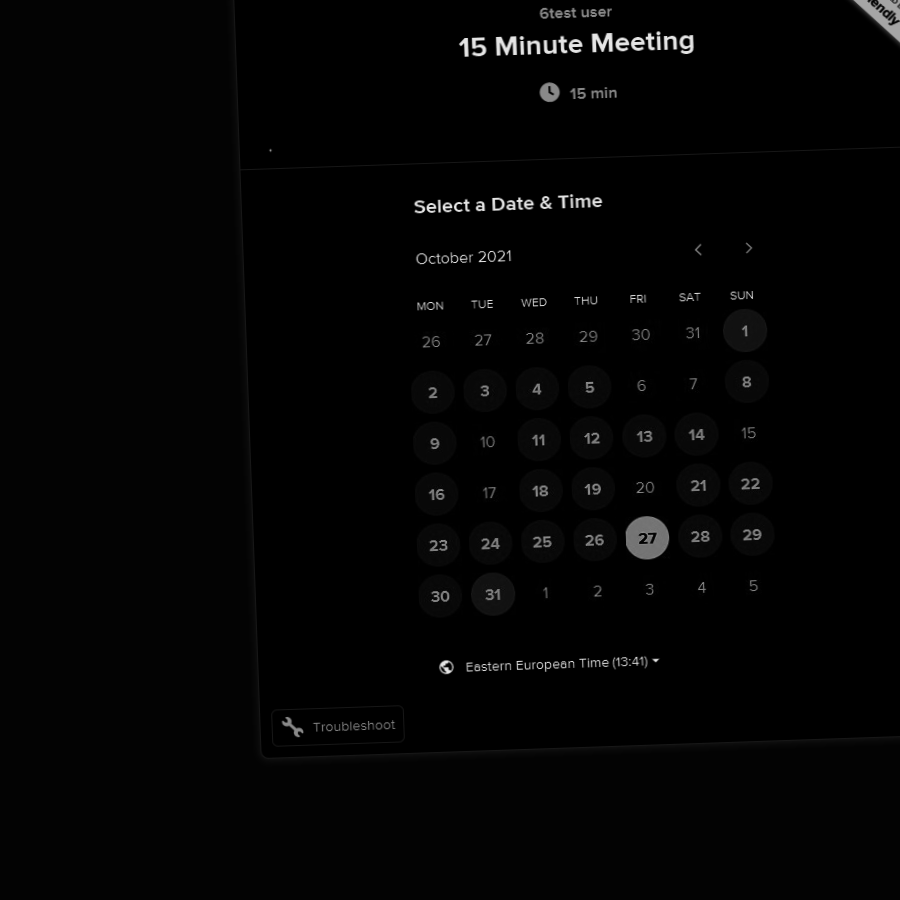 6test user
15 Minute Meeting
15 min
Select a Date & Time
October 2021
MON TUE WED THU FRI SAT SUN
26 27 28 29 30 31 1
2 3 4 5 6 7 8
9 10 11 12 13 14 15
16 17 18 19 20 21 22
23 24 25 26 27 28 29
30 31 1 2 3 4 5
Eastern European Time (13:41)
Troubleshoot